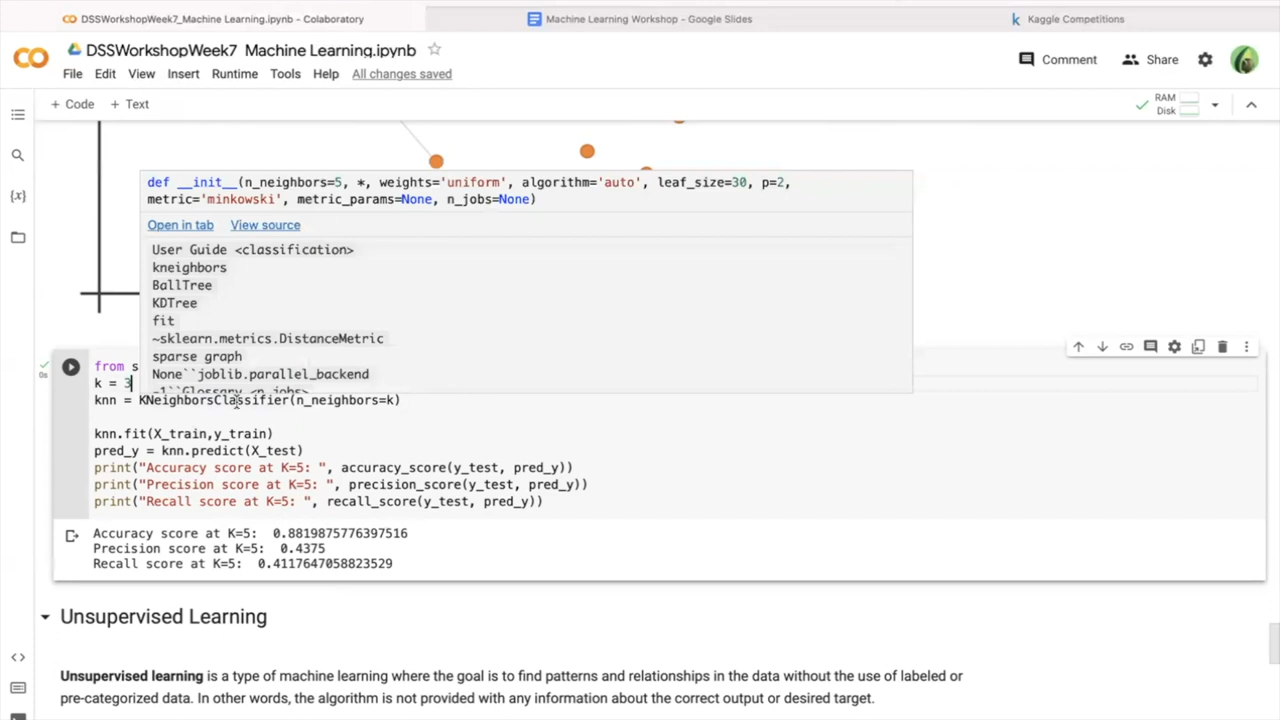 DSSWorkshopWeek7_Machine Learning.ipynb - Colaboratory
Machine Learning Workshop - Google Slides
Kaggle Competitions
DSSWorkshopWeek7 Machine Learning.ipynb
Comment
Share
File Edit View Insert Runtime Tools Help All changes saved
+ Code + Text
RAM
Disk
def __init__(n_neighbors=5, *, weights='uniform', algorithm='auto', leaf_size=30, p=2,
metric='minkowski', metric_params=None, n_jobs=None)
Open in tab View source
User Guide <classification>
kneighbors
BallTree
KDTree
fit
~sklearn.metrics.DistanceMetric
sparse graph
None``joblib.parallel_backend
-1``Glossary <n_jobs>
from s
k = 3
knn = KNeighborsClassifier(n_neighbors=k)
knn.fit(X_train,y_train)
pred_y = knn.predict(X_test)
print("Accuracy score at K=5: ", accuracy_score(y_test, pred_y))
print("Precision score at K=5: ", precision_score(y_test, pred_y))
print("Recall score at K=5: ", recall_score(y_test, pred_y))
0s
Accuracy score at K=5:  0.8819875776397516
Precision score at K=5:  0.4375
Recall score at K=5:  0.4117647058823529
Unsupervised Learning
Unsupervised learning is a type of machine learning where the goal is to find patterns and relationships in the data without the use of labeled or
pre-categorized data. In other words, the algorithm is not provided with any information about the correct output or desired target.